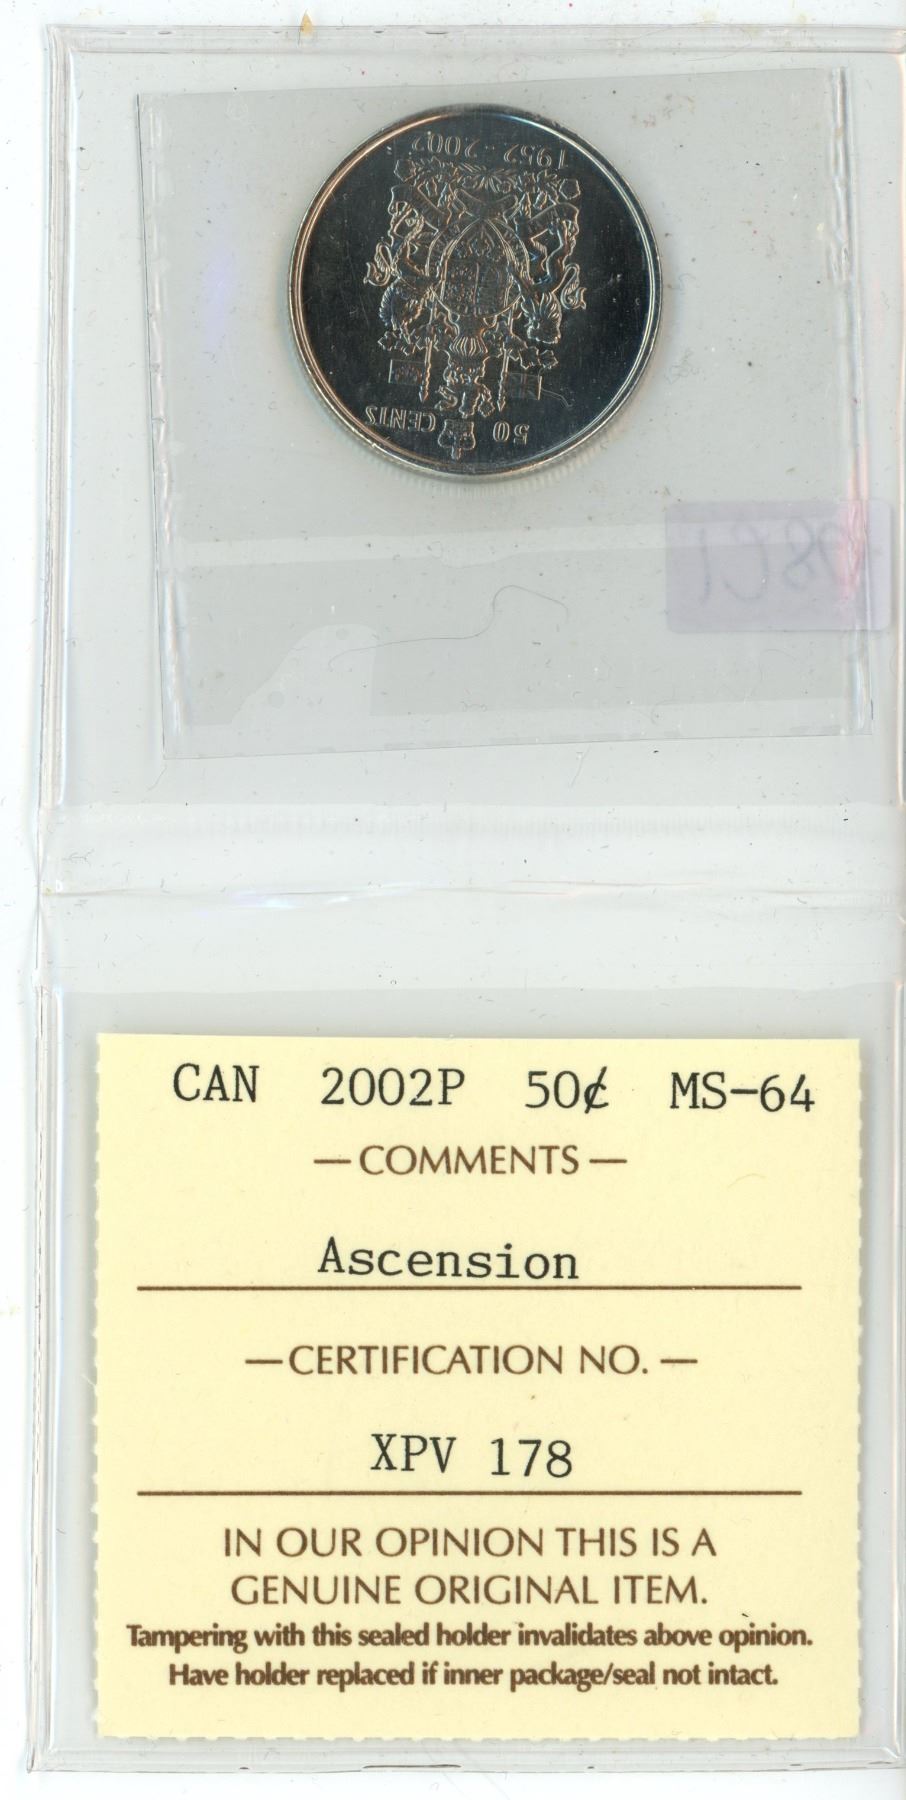 1952-2002
50 CENTS
CAN 2002P 50¢ MS-64
— COMMENTS —
Ascension
— CERTIFICATION NO. —
XPV 178
IN OUR OPINION THIS IS A
GENUINE ORIGINAL ITEM.
Tampering with this sealed holder invalidates above opinion.
Have holder replaced if inner package/seal not intact.